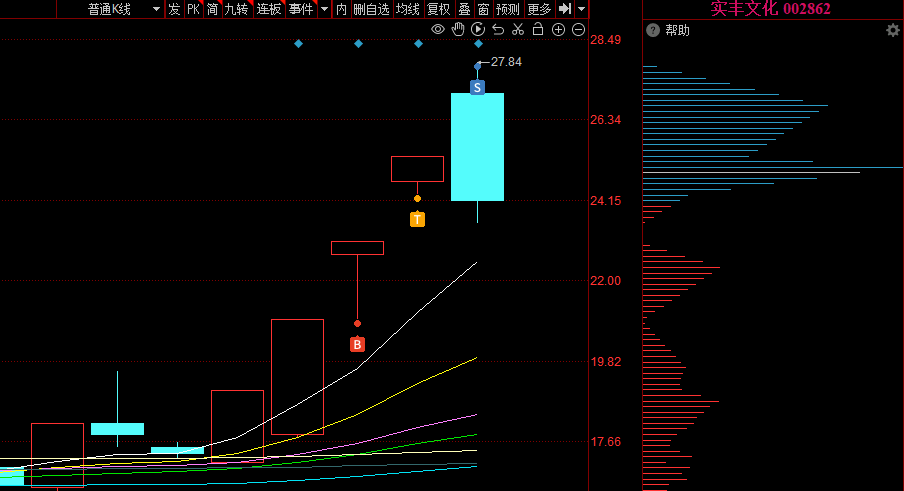 普通K线 发 PK 简 九转 连板 事件 内 删自选 均线 复权 叠 窗 预测 更多
实丰文化 002862
帮助
28.49
27.84
S
26.34
24.15
T
22.00
B
19.82
17.66